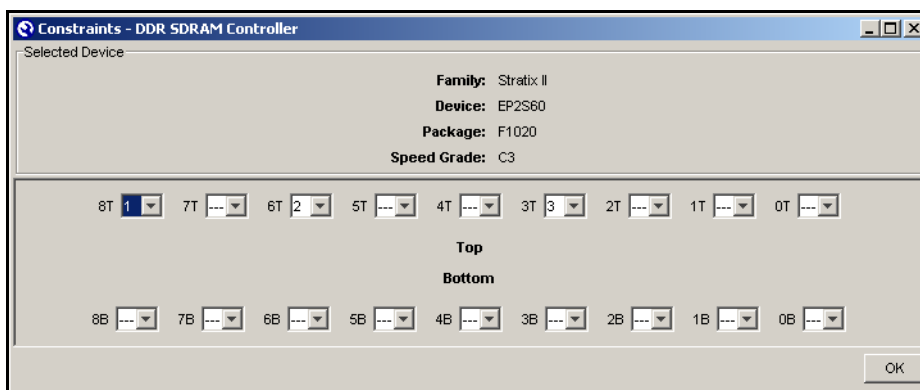 Constraints - DDR SDRAM Controller
Selected Device
Family: Stratix II
Device: EP2S60
Package: F1020
Speed Grade: C3
8T 1 7T --- 6T 2 5T --- 4T --- 3T 3 2T --- 1T --- 0T ---
Top
Bottom
8B --- 7B --- 6B --- 5B --- 4B --- 3B --- 2B --- 1B --- 0B ---
OK